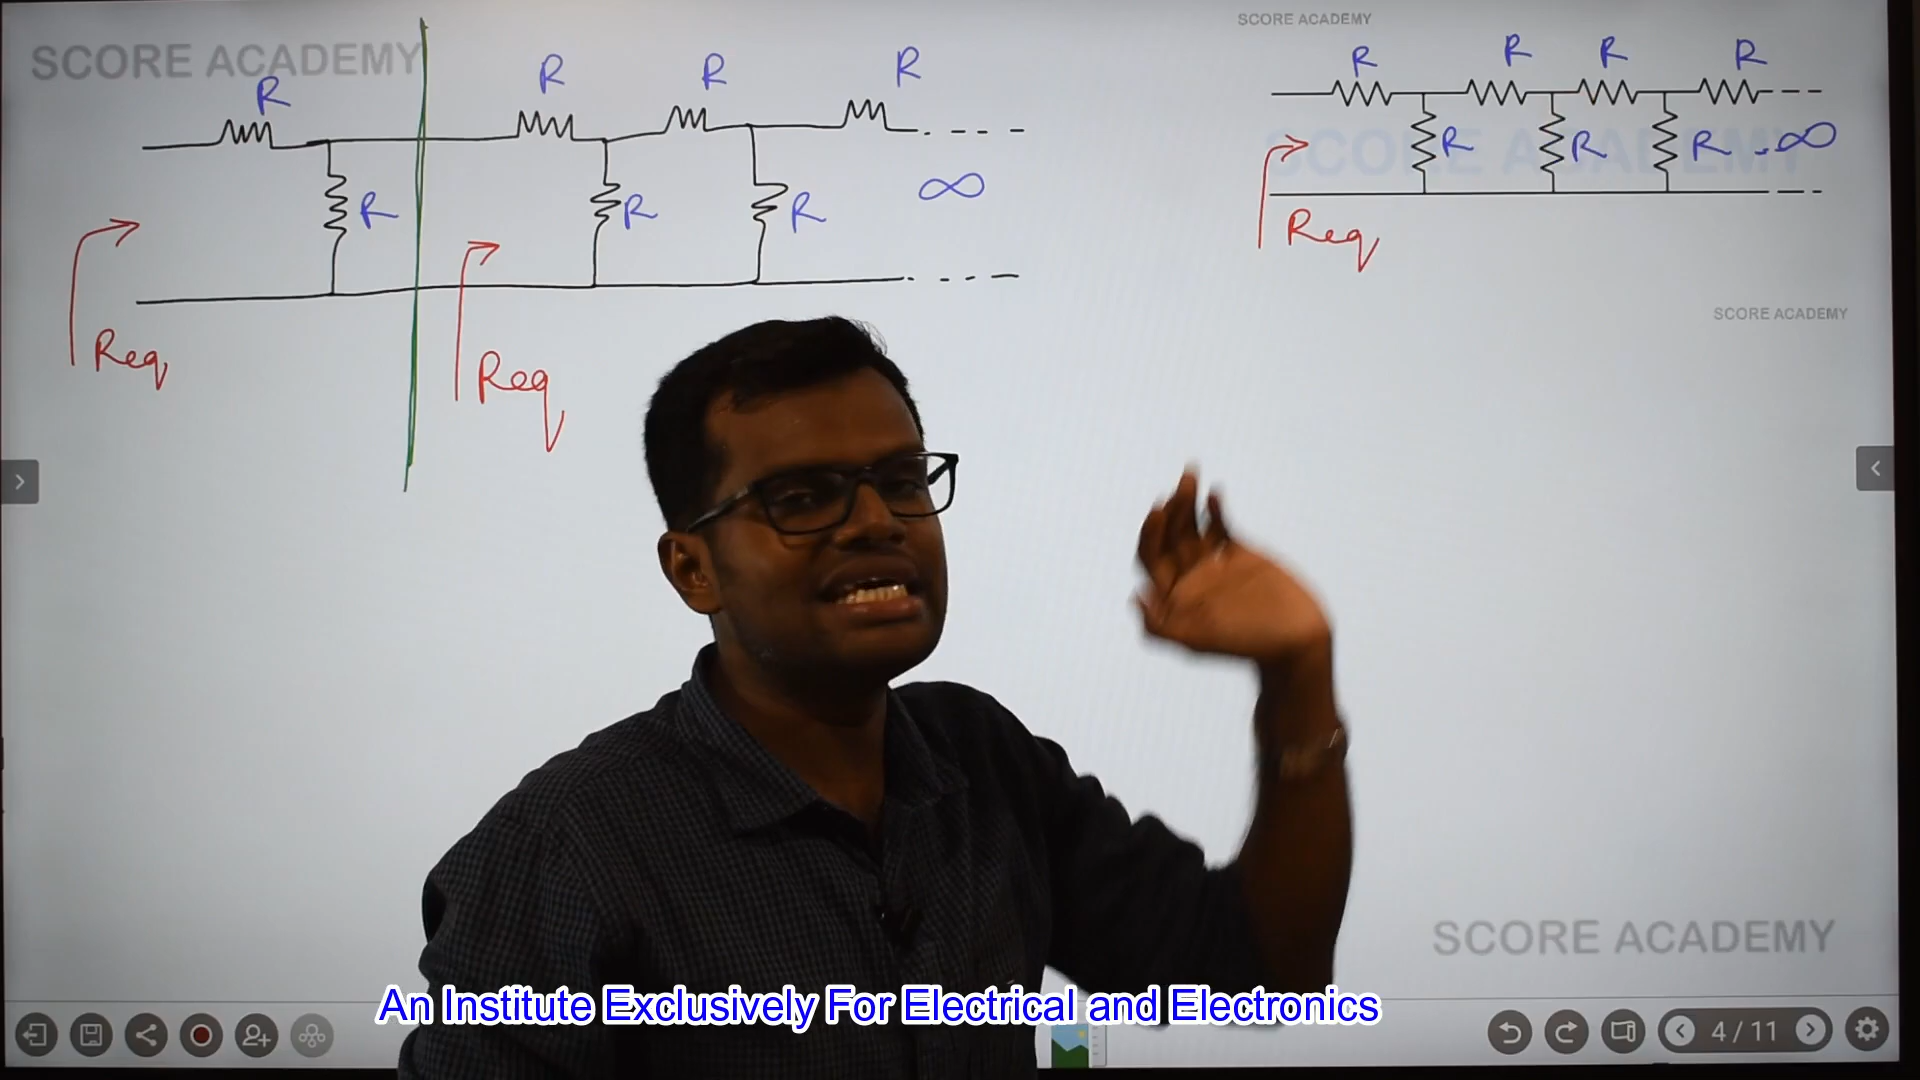 SCORE ACADEMY
SCORE ACADEMY
R R R R
R R R ∞
Req
Req
R R R R
R R R ∞
Req
SCORE ACADEMY
SCORE ACADEMY
An Institute Exclusively For Electrical and Electronics
4 / 11